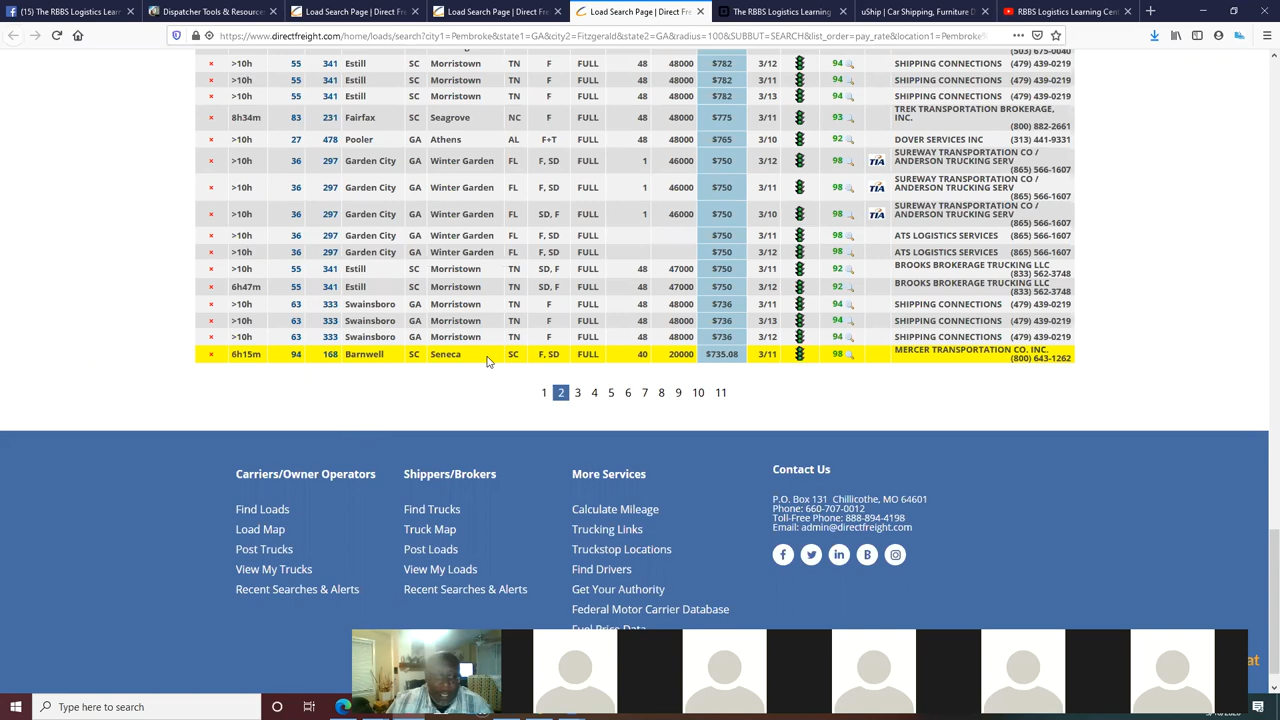 (15) The RBBS Logistics Learn
Dispatcher Tools & Resource
Load Search Page | Direct Fre
Load Search Page | Direct Fre
Load Search Page | Direct Frei
The RBBS Logistics Learning
uShip | Car Shipping, Furniture D
The RBBS Logistics Learning Cent
https://www.directfreight.com/home/loads/search?city1=Pembroke&state1=GA&city2=Fitzgerald&state2=GA&radius=100&SUBBUT=SEARCH&list_order=pay_rate&location1=Pembroke%
(503) 675-0040
>10h 55 341 Estill SC Morristown TN F FULL 48 48000 $782 3/12 94 SHIPPING CONNECTIONS (479) 439-0219
>10h 55 341 Estill SC Morristown TN F FULL 48 48000 $782 3/11 94 SHIPPING CONNECTIONS (479) 439-0219
>10h 55 341 Estill SC Morristown TN F FULL 48 48000 $782 3/13 94 SHIPPING CONNECTIONS (479) 439-0219
8h34m 83 231 Fairfax SC Seagrove NC F FULL 48 48000 $775 3/11 93 TREK TRANSPORTATION BROKERAGE, INC. (800) 882-2661
>10h 27 478 Pooler GA Athens AL F+T FULL 48 48000 $765 3/10 92 DOVER SERVICES INC (313) 441-9331
>10h 36 297 Garden City GA Winter Garden FL F, SD FULL 1 46000 $750 3/12 98 TIA SUREWAY TRANSPORTATION CO / ANDERSON TRUCKING SERV (865) 566-1607
>10h 36 297 Garden City GA Winter Garden FL F, SD FULL 1 46000 $750 3/11 98 TIA SUREWAY TRANSPORTATION CO / ANDERSON TRUCKING SERV (865) 566-1607
>10h 36 297 Garden City GA Winter Garden FL SD, F FULL 1 46000 $750 3/10 98 TIA SUREWAY TRANSPORTATION CO / ANDERSON TRUCKING SERV (865) 566-1607
>10h 36 297 Garden City GA Winter Garden FL F, SD FULL $750 3/11 98 ATS LOGISTICS SERVICES (865) 566-1607
>10h 36 297 Garden City GA Winter Garden FL F, SD FULL $750 3/12 98 ATS LOGISTICS SERVICES (865) 566-1607
>10h 55 341 Estill SC Morristown TN SD, F FULL 48 47000 $750 3/11 92 BROOKS BROKERAGE TRUCKING LLC (833) 562-3748
6h47m 55 341 Estill SC Morristown TN SD, F FULL 48 47000 $750 3/12 92 BROOKS BROKERAGE TRUCKING LLC (833) 562-3748
>10h 63 333 Swainsboro GA Morristown TN F FULL 48 48000 $736 3/11 94 SHIPPING CONNECTIONS (479) 439-0219
>10h 63 333 Swainsboro GA Morristown TN F FULL 48 48000 $736 3/13 94 SHIPPING CONNECTIONS (479) 439-0219
>10h 63 333 Swainsboro GA Morristown TN F FULL 48 48000 $736 3/12 94 SHIPPING CONNECTIONS (479) 439-0219
6h15m 94 168 Barnwell SC Seneca SC F, SD FULL 40 20000 $735.08 3/11 98 MERCER TRANSPORTATION CO. INC. (800) 643-1262
1 2 3 4 5 6 7 8 9 10 11
Carriers/Owner Operators
Find Loads
Load Map
Post Trucks
View My Trucks
Recent Searches & Alerts
Shippers/Brokers
Find Trucks
Truck Map
Post Loads
View My Loads
Recent Searches & Alerts
More Services
Calculate Mileage
Trucking Links
Truckstop Locations
Find Drivers
Get Your Authority
Federal Motor Carrier Database
Fuel Price Data
Contact Us
P.O. Box 131 Chillicothe, MO 64601
Phone: 660-707-0012
Toll-Free Phone: 888-894-4198
Email: admin@directfreight.com
at
Type here to search